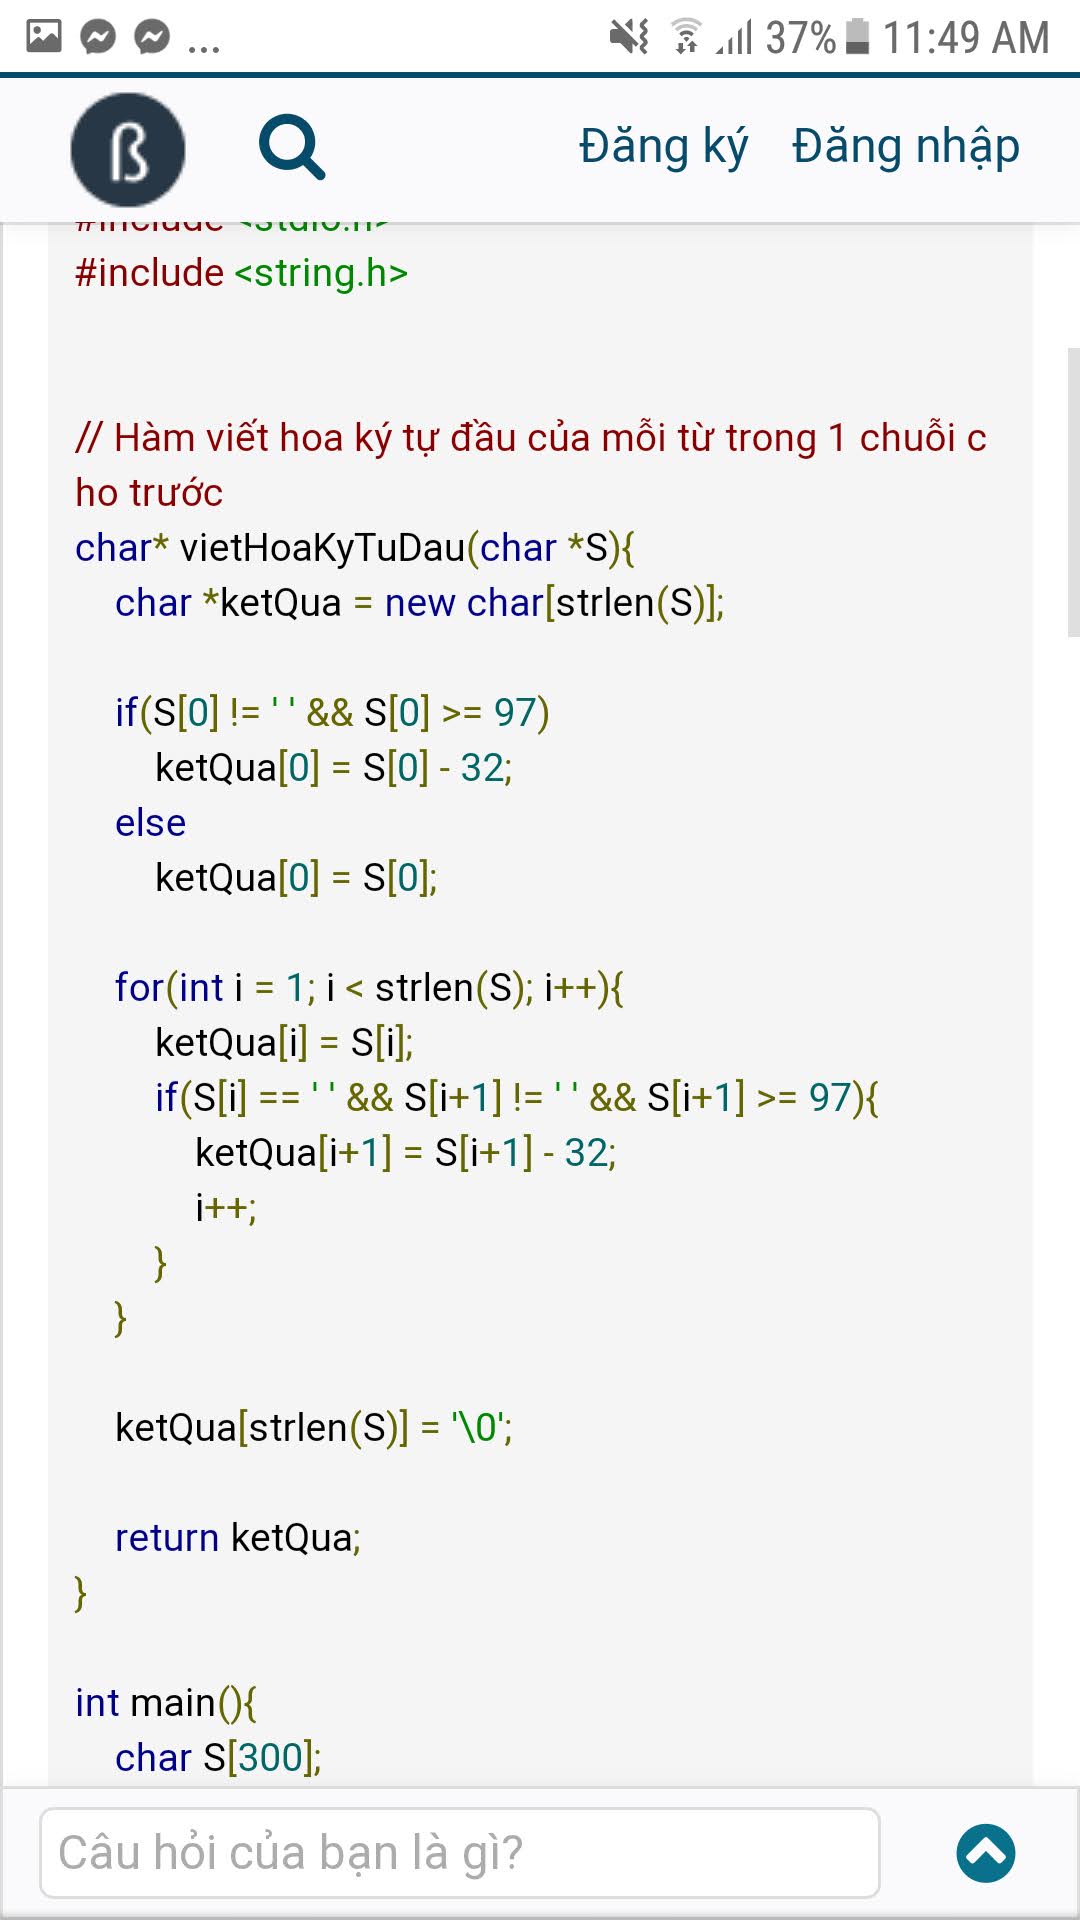 ... 37% 11:49 AM
ß Đăng ký Đăng nhập
#include <stdio.h>
#include <string.h>
// Hàm viết hoa ký tự đầu của mỗi từ trong 1 chuỗi c
ho trước
char* vietHoaKyTuDau(char *S){
char *ketQua = new char[strlen(S)];
if(S[0] != ' ' && S[0] >= 97)
ketQua[0] = S[0] - 32;
else
ketQua[0] = S[0];
for(int i = 1; i < strlen(S); i++){
ketQua[i] = S[i];
if(S[i] == ' ' && S[i+1] != ' ' && S[i+1] >= 97){
ketQua[i+1] = S[i+1] - 32;
i++;
}
}
ketQua[strlen(S)] = '\0';
return ketQua;
}
int main(){
char S[300];
Câu hỏi của bạn là gì?